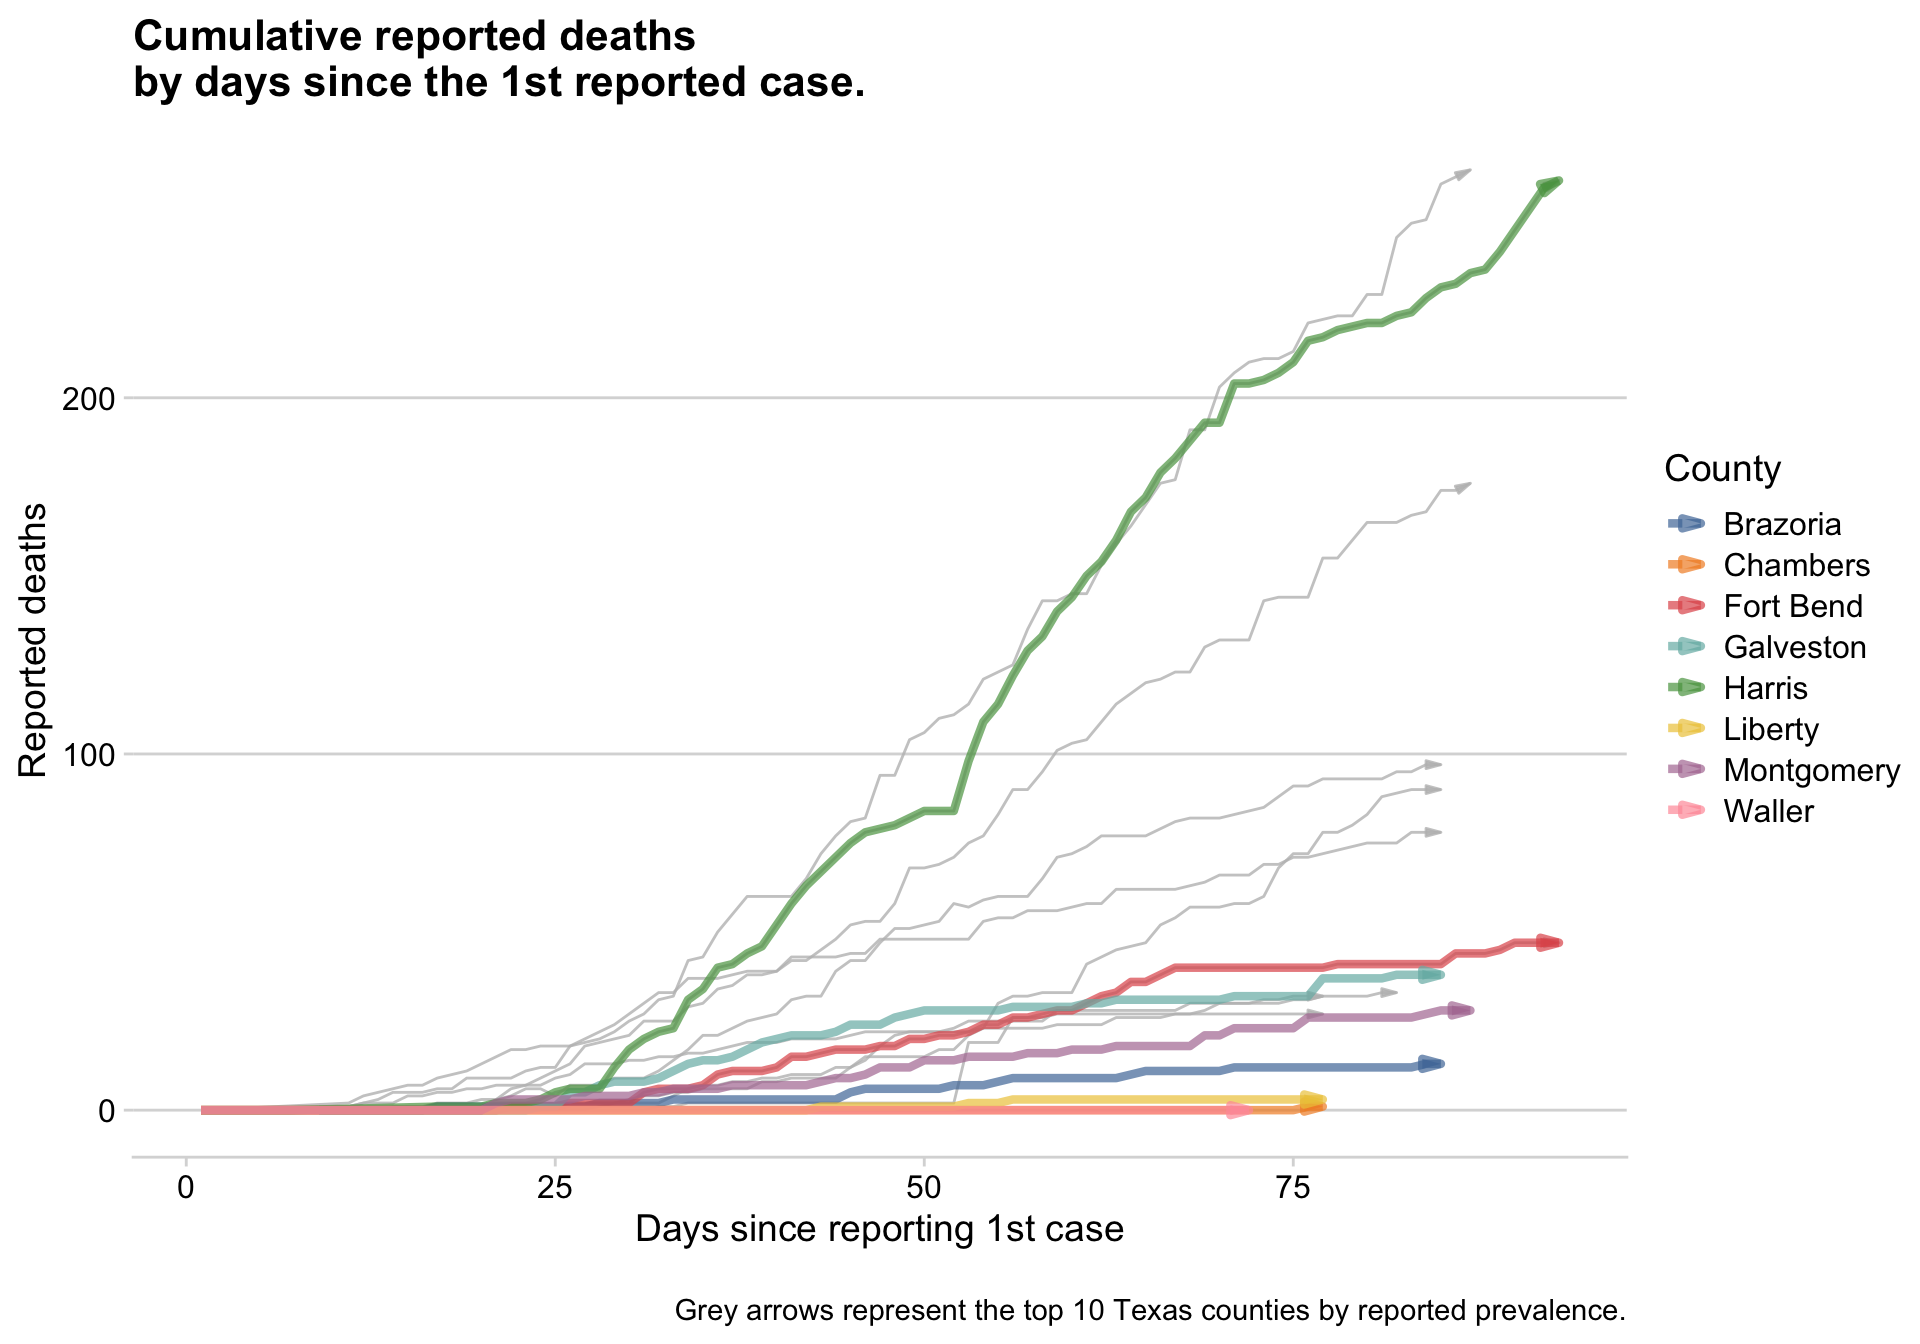 Cumulative reported deaths
by days since the 1st reported case.
Reported deaths
200
100
0
0 25 50 75
Days since reporting 1st case
County
Brazoria
Chambers
Fort Bend
Galveston
Harris
Liberty
Montgomery
Waller
Grey arrows represent the top 10 Texas counties by reported prevalence.